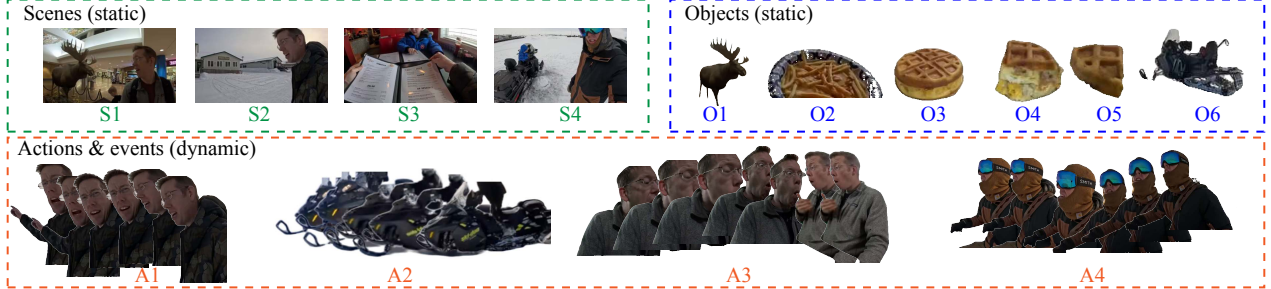 Scenes (static)
S1
S2
S3
S4
Objects (static)
O1
O2
O3
O4
O5
O6
Actions & events (dynamic)
A1
A2
A3
A4